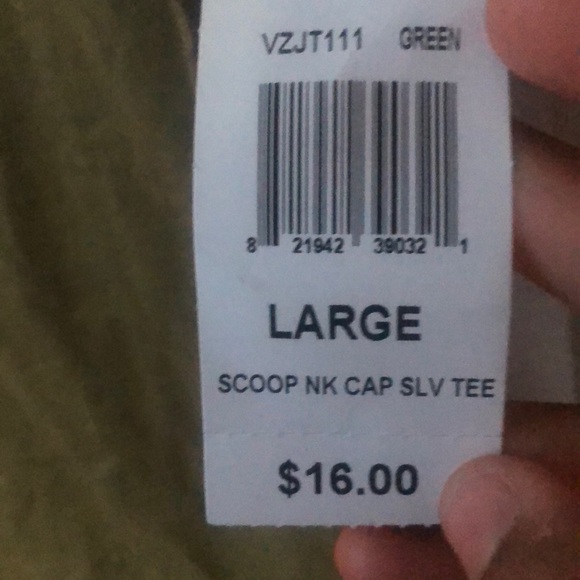 VZJT111 GREEN
8 21942 39032 1
LARGE
SCOOP NK CAP SLV TEE
$16.00